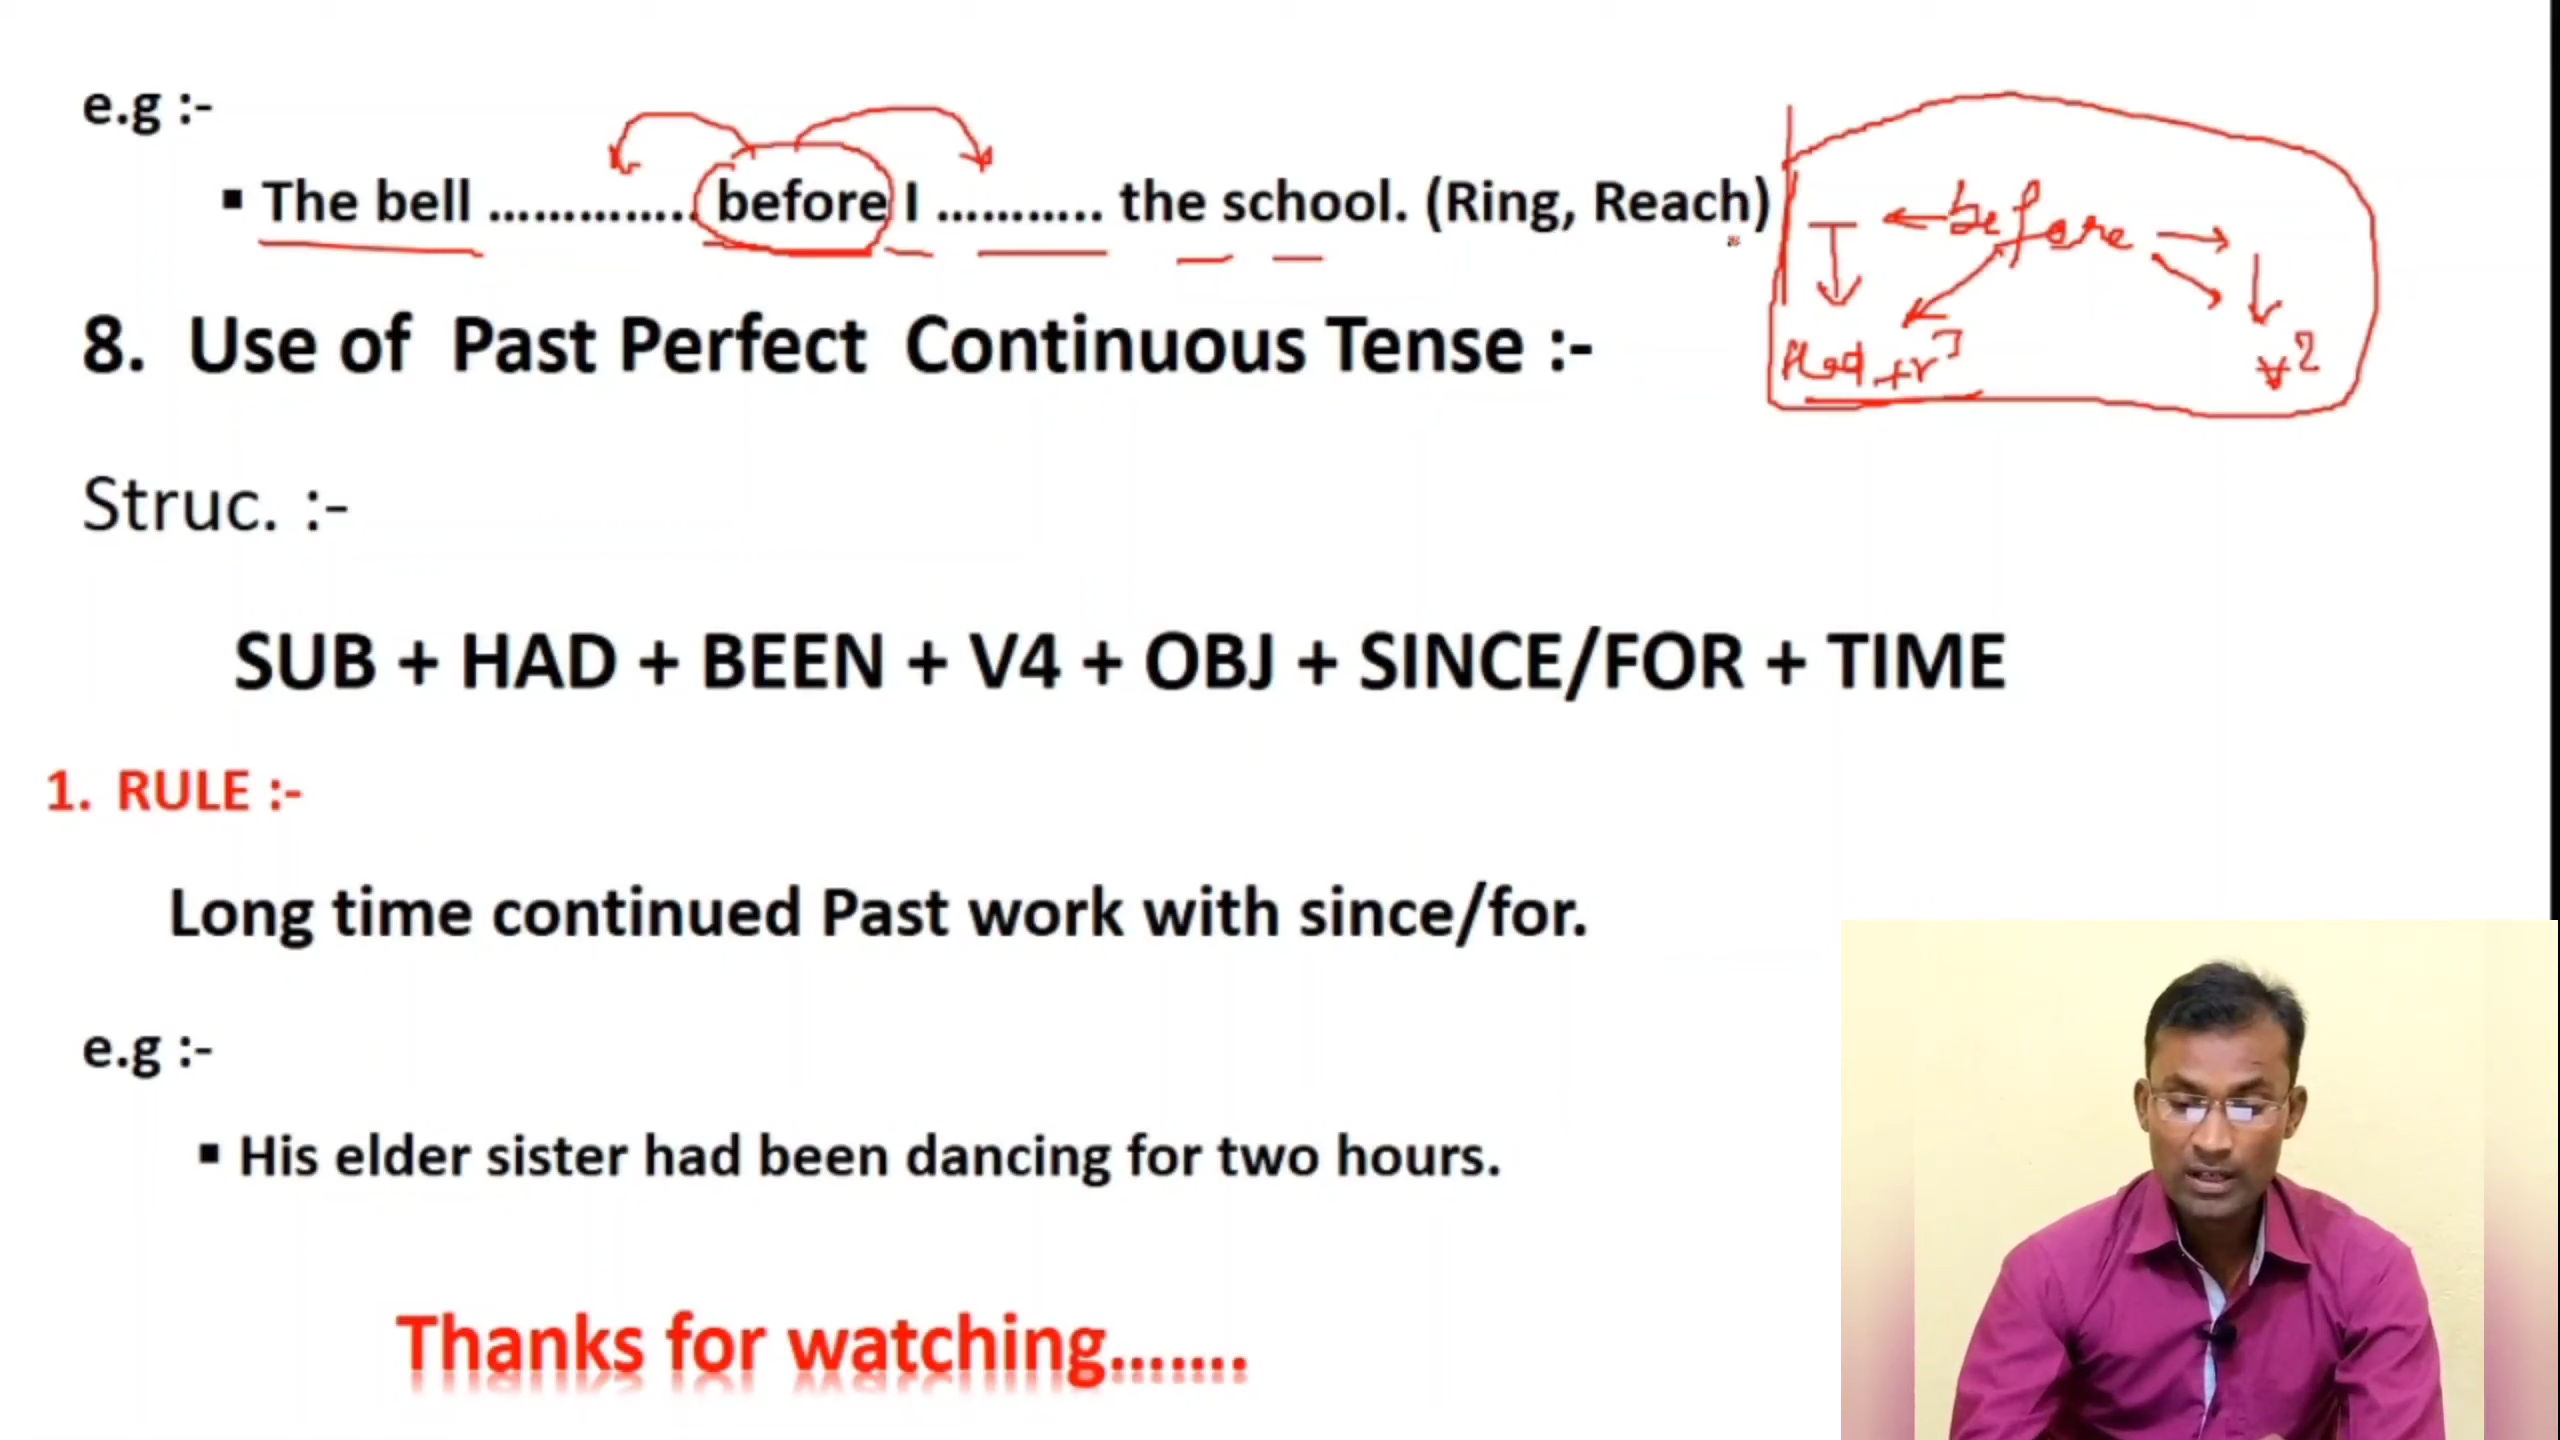 e.g :-
▪ The bell ................ before I ........... the school. (Ring, Reach)
← before →
Had + v3
v2
8. Use of Past Perfect Continuous Tense :-
Struc. :-
SUB + HAD + BEEN + V4 + OBJ + SINCE/FOR + TIME
1. RULE :-
Long time continued Past work with since/for.
e.g :-
▪ His elder sister had been dancing for two hours.
Thanks for watching.......